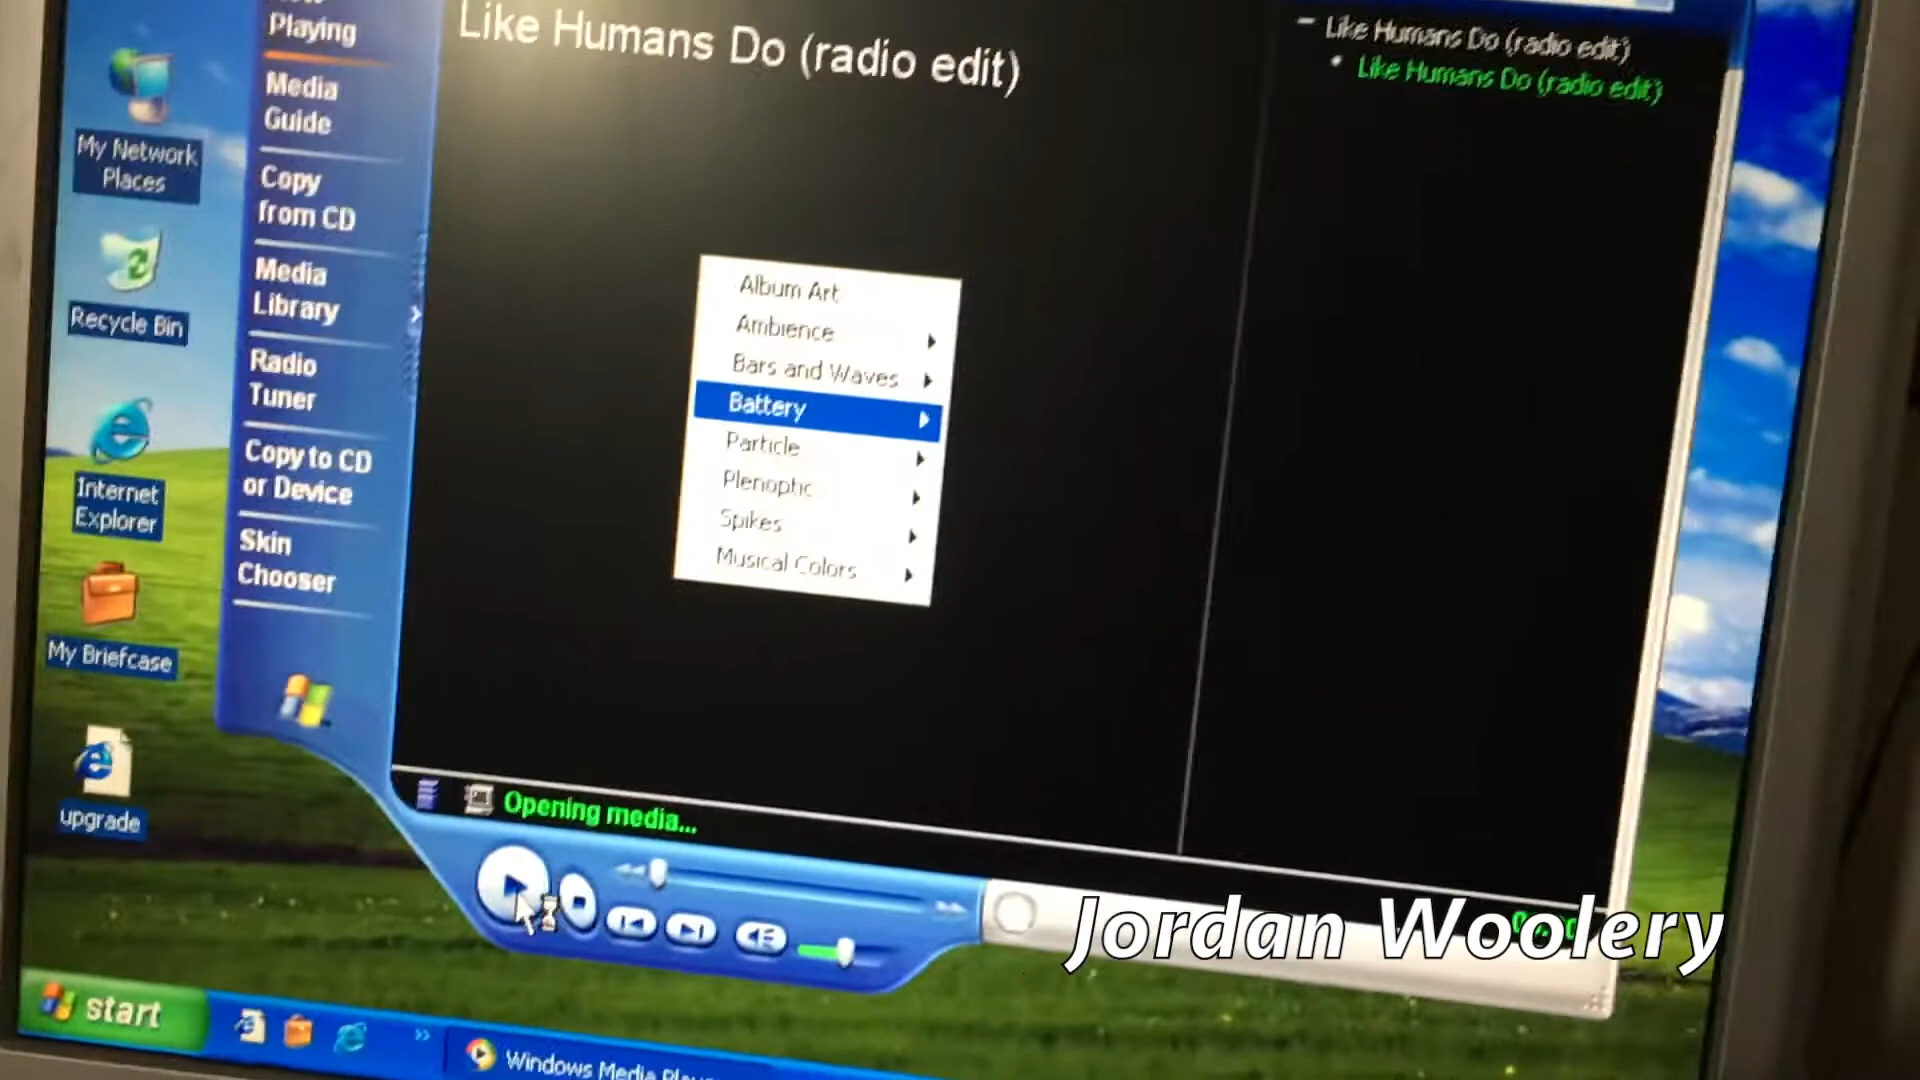 Playing
Media
Guide
Copy
from CD
Media
Library
Radio
Tuner
Copy to CD
or Device
Skin
Chooser
Like Humans Do (radio edit)
Like Humans Do (radio edit)
Like Humans Do (radio edit)
My Network
Places
Recycle Bin
Internet
Explorer
My Briefcase
upgrade
Album Art
Ambience
Bars and Waves
Battery
Particle
Plenoptic
Spikes
Musical Colors
Opening media...
Jordan Woolery
start
Windows Media